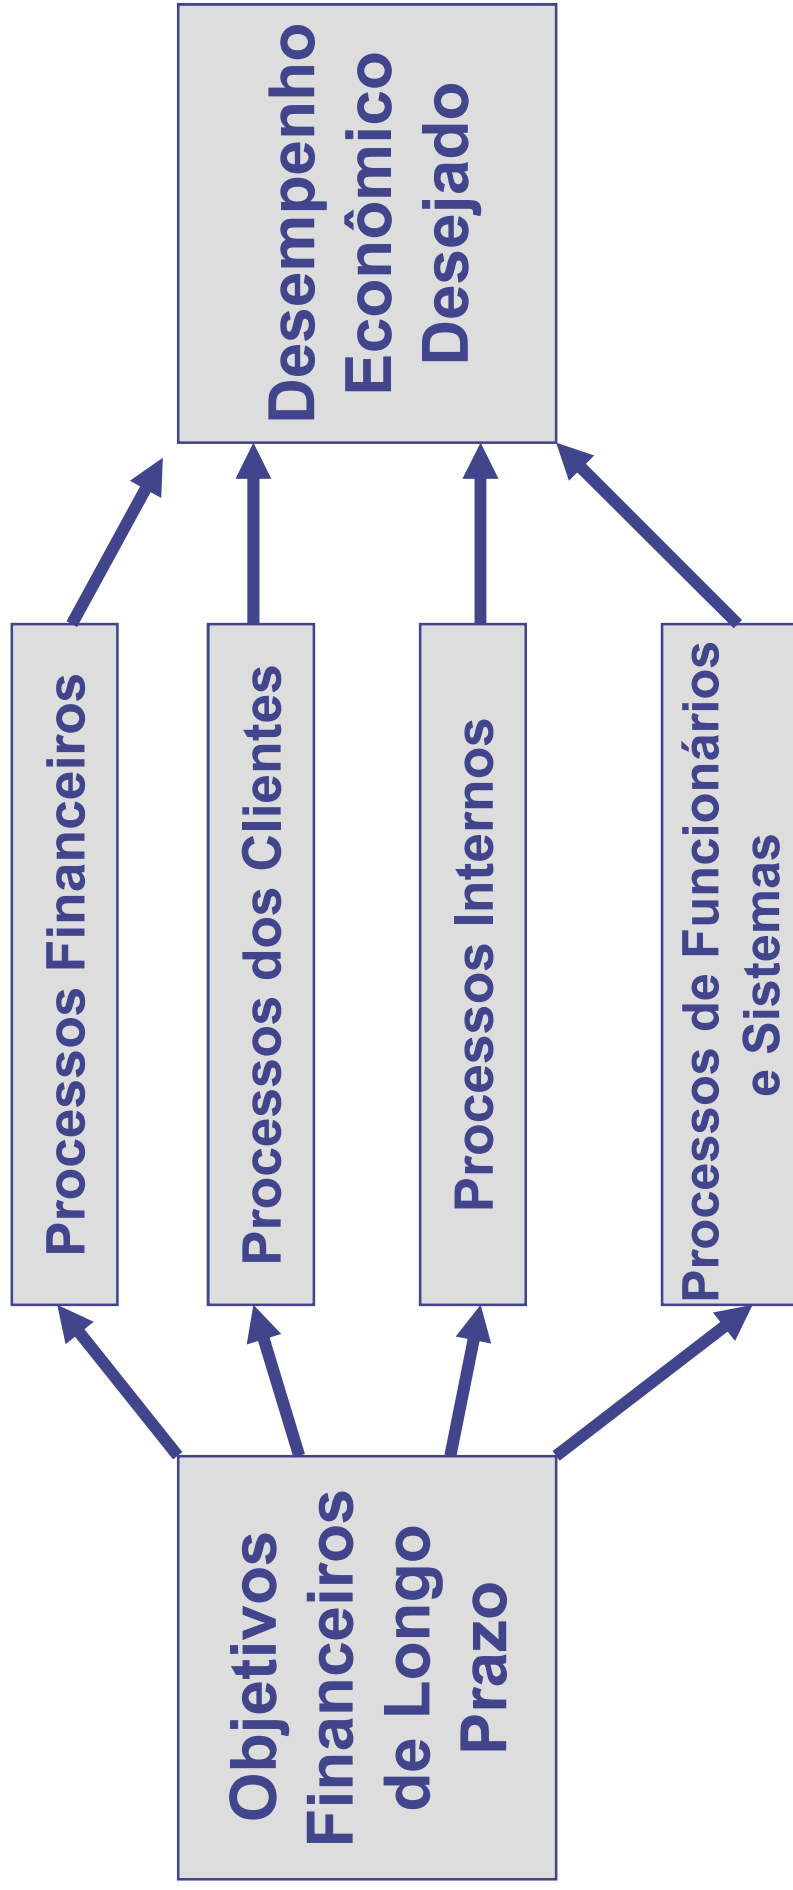 Objetivos
Financeiros
de Longo
Prazo
Processos Financeiros
Processos dos Clientes
Processos Internos
Processos de Funcionários
e Sistemas
Desempenho
Econômico
Desejado